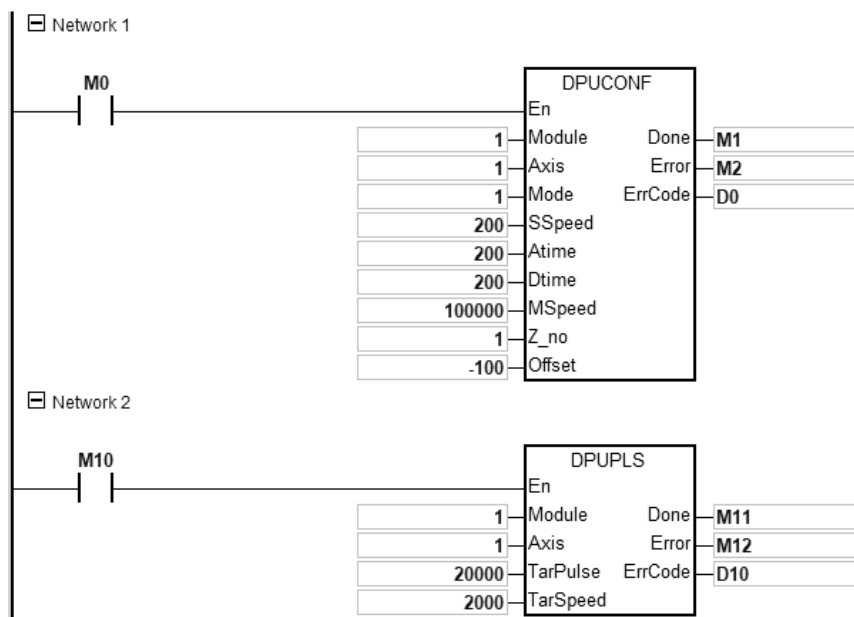 Network 1
M0
DPUCONF
En
1 Module Done M1
1 Axis Error M2
1 Mode ErrCode D0
200 SSpeed
200 Atime
200 Dtime
100000 MSpeed
1 Z_no
-100 Offset
Network 2
M10
DPUPLS
En
1 Module Done M11
1 Axis Error M12
20000 TarPulse ErrCode D10
2000 TarSpeed